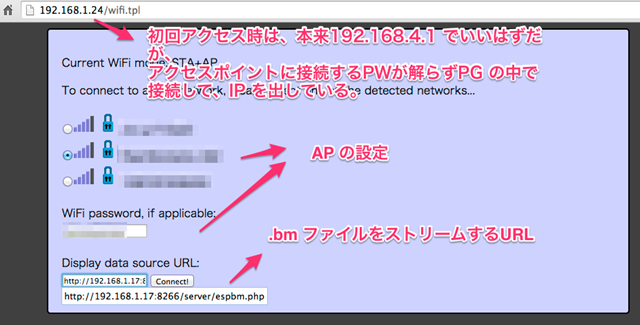 192.168.1.24/wifi.tpl
初回アクセス時は、本来192.168.4.1 でいいはずだ
が、
Current WiFi mode: STA+AP
アクセスポイントに接続するPWが解らずPG の中で
To connect to a
the detected networks...
接続して、IPを出している。
AP の設定
WiFi password, if applicable:
.bm ファイルをストリームするURL
Display data source URL:
http://192.168.1.17:8 Connect!
http://192.168.1.17:8266/server/espbm.php